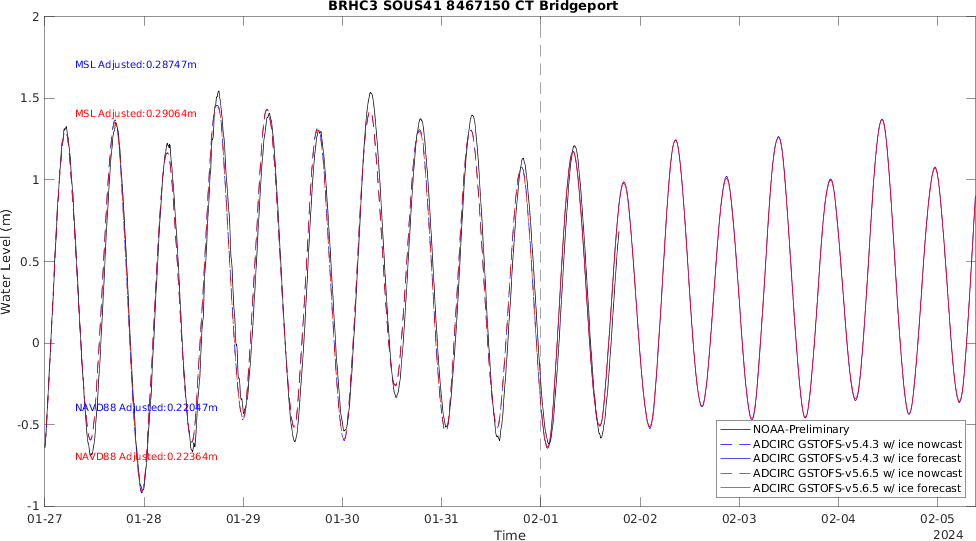 BRHC3 SOUS41 8467150 CT Bridgeport
2
1.5
1
0.5
0
-0.5
-1
Water Level (m)
MSL Adjusted:0.28747m
MSL Adjusted:0.29064m
NAVD88 Adjusted:0.22047m
NAVD88 Adjusted:0.22364m
NOAA-Preliminary
ADCIRC GSTOFS-v5.4.3 w/ ice nowcast
ADCIRC GSTOFS-v5.4.3 w/ ice forecast
ADCIRC GSTOFS-v5.6.5 w/ ice nowcast
ADCIRC GSTOFS-v5.6.5 w/ ice forecast
01-27 01-28 01-29 01-30 01-31 02-01 02-02 02-03 02-04 02-05
Time
2024